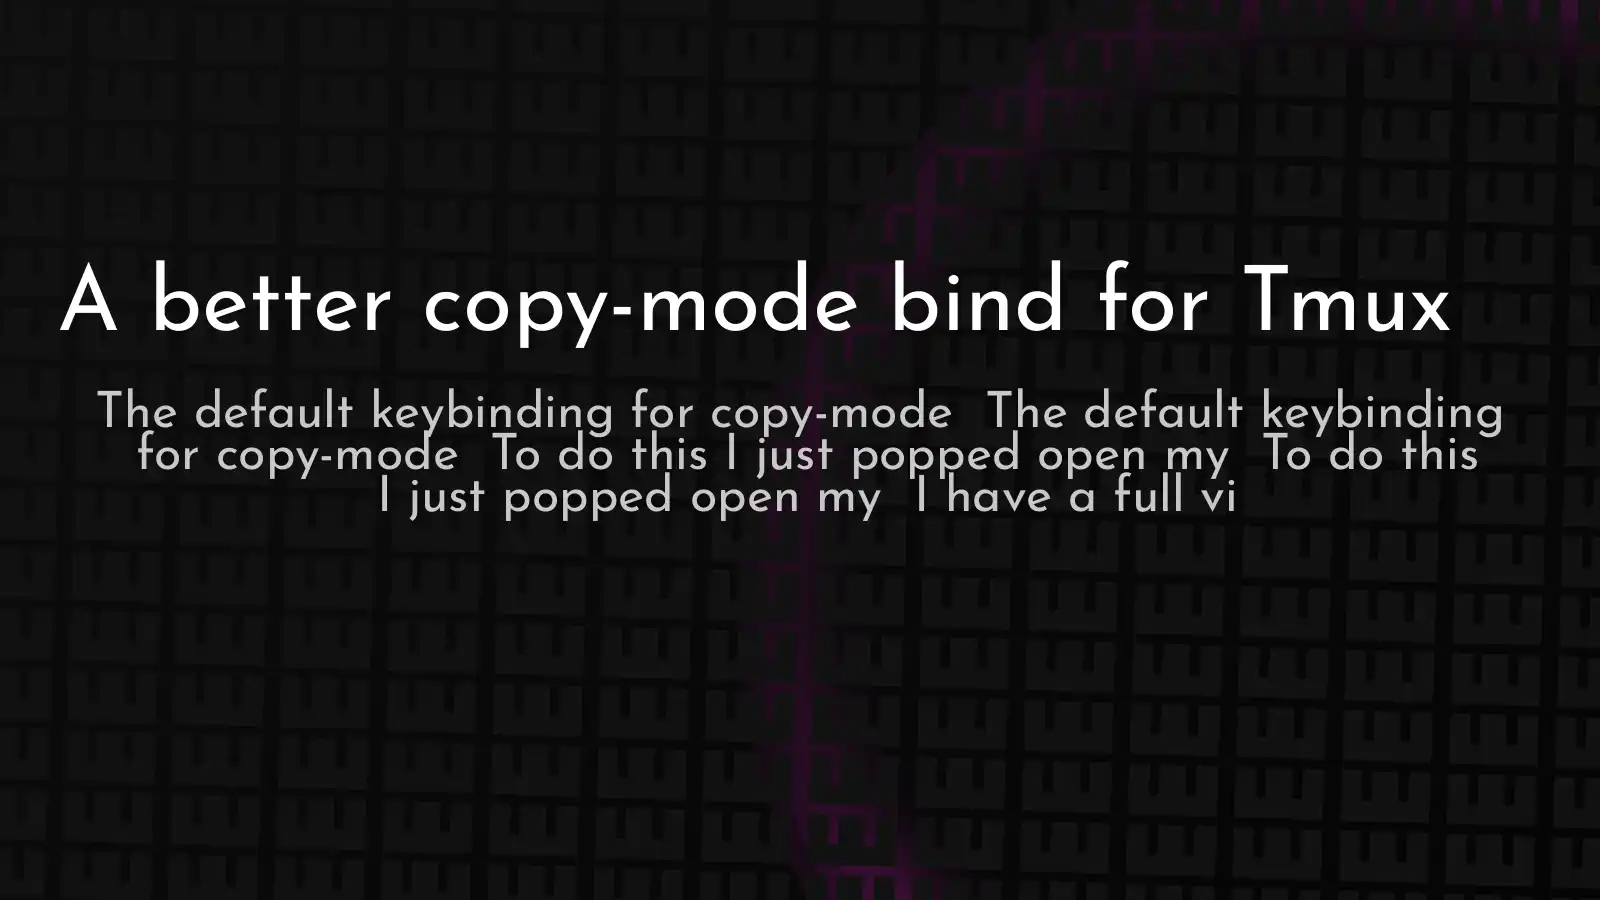 A better copy-mode bind for Tmux
The default keybinding for copy-mode  The default keybinding
for copy-mode  To do this I just popped open my  To do this
I just popped open my  I have a full vi